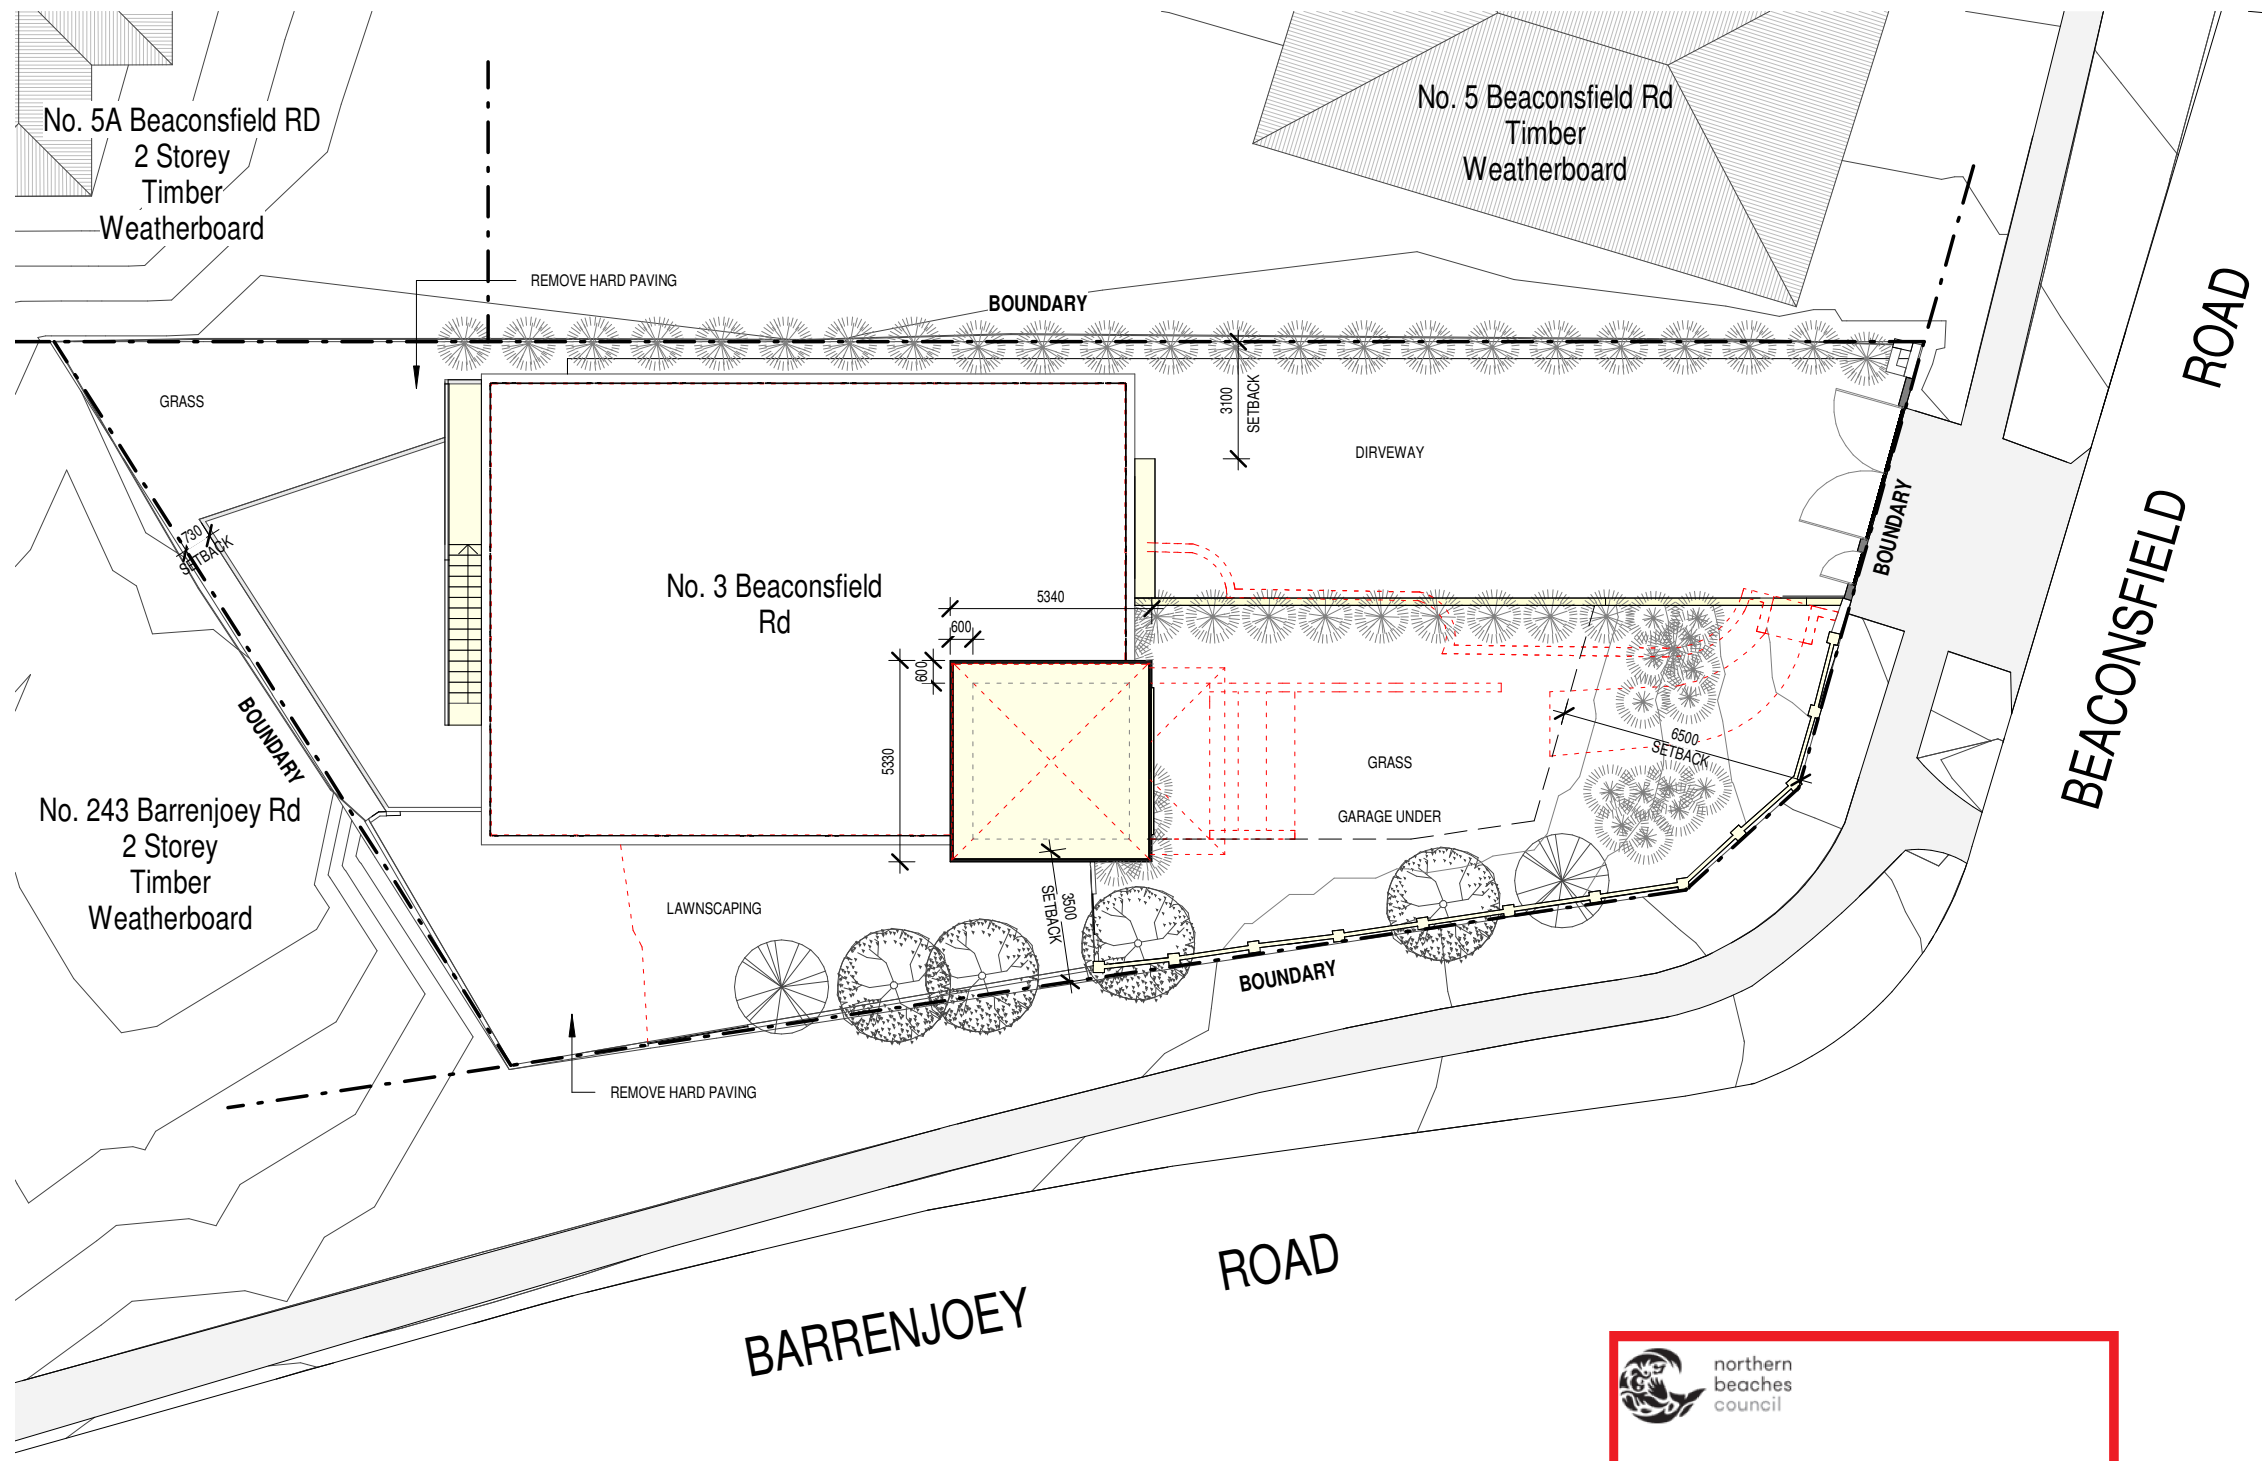 No. 5A Beaconsfield RD
2 Storey
Timber
Weatherboard
No. 5 Beaconsfield Rd
Timber
Weatherboard
REMOVE HARD PAVING
BOUNDARY
ROAD
GRASS
3100
SETBACK
DIRVEWAY
BOUNDARY
730
SETBACK
No. 3 Beaconsfield
Rd
5340
600
600
BEACONSFIELD
BOUNDARY
5330
6500
SETBACK
GRASS
GARAGE UNDER
No. 243 Barrenjoey Rd
2 Storey
Timber
Weatherboard
LAWNSCAPING
3500
SETBACK
BOUNDARY
REMOVE HARD PAVING
ROAD
BARRENJOEY
northern
beaches
council